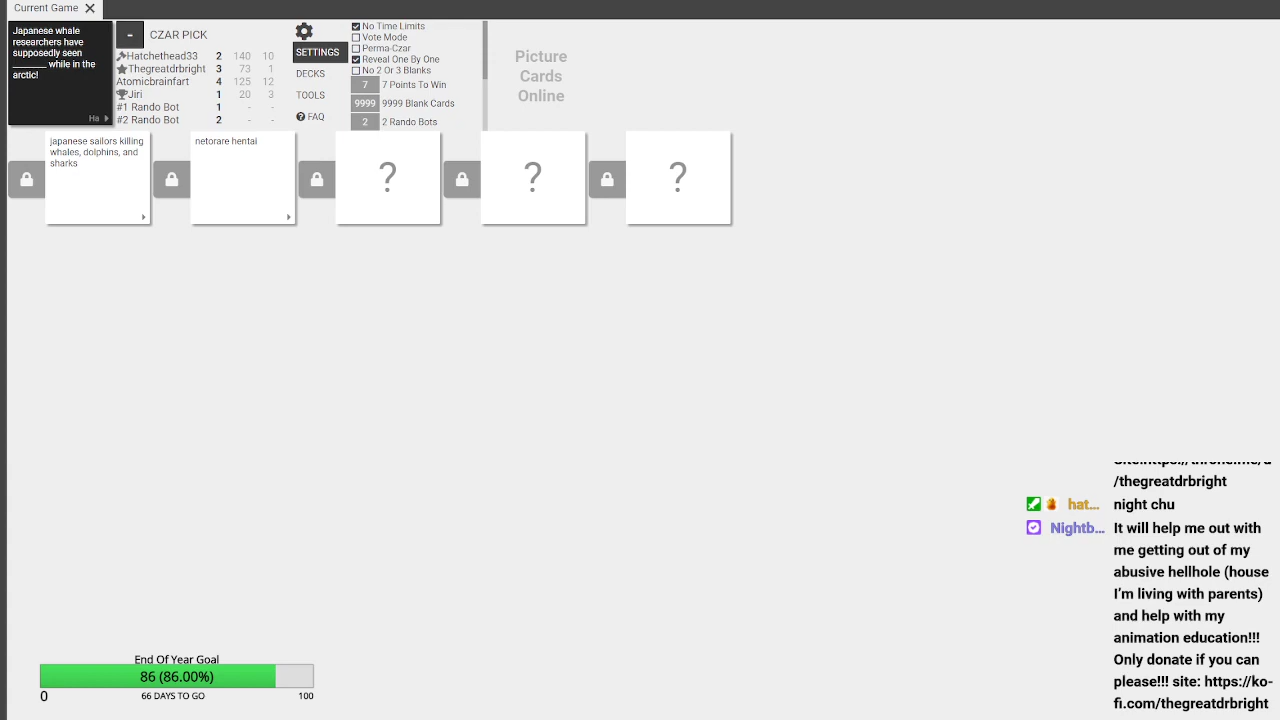 Current Game
Japanese whale
researchers have
supposedly seen
______ while in the
arctic!
Ha
-
CZAR PICK
Hatchethead33 2 140 10
Thegreatdrbright 3 73 1
Atomicbrainfart 4 125 12
Jiri 1 20 3
#1 Rando Bot 1 - -
#2 Rando Bot 2 - -
SETTINGS
DECKS
TOOLS
FAQ
No Time Limits
Vote Mode
Perma-Czar
Reveal One By One
No 2 Or 3 Blanks
7 7 Points To Win
9999 9999 Blank Cards
2 2 Rando Bots
Picture
Cards
Online
japanese sailors killing
whales, dolphins, and
sharks
netorare hentai
?
?
?
/thegreatdrbright
hat... night chu
Nightb... It will help me out with
me getting out of my
abusive hellhole (house
I'm living with parents)
and help with my
animation education!!!
Only donate if you can
please!!! site: https://ko-
fi.com/thegreatdrbright
End Of Year Goal
86 (86.00%)
0 66 DAYS TO GO 100